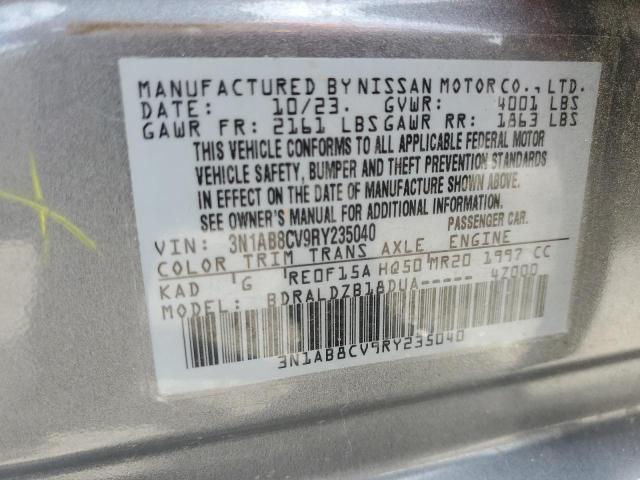 MANUFACTURED BY NISSAN MOTOR CO., LTD.
DATE: 10/23. GVWR: 4001 LBS
GAWR FR: 2161 LBS GAWR RR: 1863 LBS
THIS VEHICLE CONFORMS TO ALL APPLICABLE FEDERAL MOTOR
VEHICLE SAFETY, BUMPER AND THEFT PREVENTION STANDARDS
IN EFFECT ON THE DATE OF MANUFACTURE SHOWN ABOVE.
SEE OWNER'S MANUAL FOR ADDITIONAL INFORMATION.
VIN: 3N1AB8CV9RY235040 PASSENGER CAR.
COLOR TRIM TRANS AXLE ENGINE
KAD G RE0F15A HQ50 MR20 1997 CC
MODEL: BDRALDZB18DUA----- 47000
3N1AB8CV9RY235040